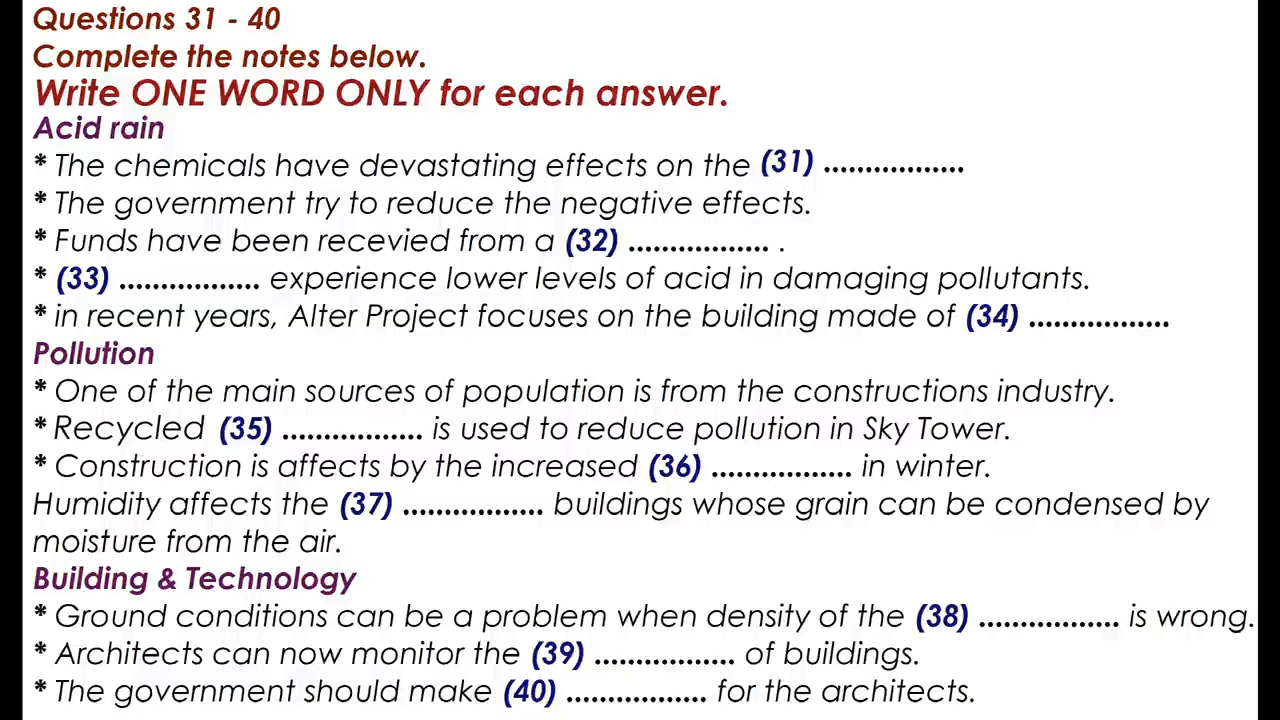 Questions 31 - 40
Complete the notes below.
Write ONE WORD ONLY for each answer.
Acid rain
* The chemicals have devastating effects on the (31) .................
* The government try to reduce the negative effects.
* Funds have been recevied from a (32) ................. .
* (33) ................. experience lower levels of acid in damaging pollutants.
* in recent years, Alter Project focuses on the building made of (34) .................
Pollution
* One of the main sources of population is from the constructions industry.
* Recycled (35) ................. is used to reduce pollution in Sky Tower.
* Construction is affects by the increased (36) ................. in winter.
Humidity affects the (37) ................. buildings whose grain can be condensed by
moisture from the air.
Building & Technology
* Ground conditions can be a problem when density of the (38) ................. is wrong.
* Architects can now monitor the (39) ................. of buildings.
* The government should make (40) ................. for the architects.